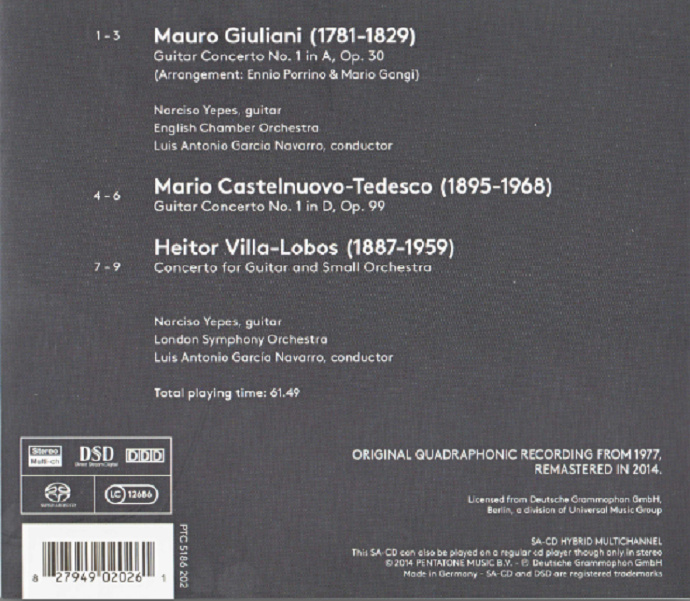 1-3 Mauro Giuliani (1781-1829)
Guitar Concerto No. 1 in A, Op. 30
(Arrangement: Ennio Porrino & Mario Gangi)
Narciso Yepes, guitar
English Chamber Orchestra
Luis Antonio García Navarro, conductor
4-6 Mario Castelnuovo-Tedesco (1895-1968)
Guitar Concerto No. 1 in D, Op. 99
Heitor Villa-Lobos (1887-1959)
7-9 Concerto for Guitar and Small Orchestra
Narciso Yepes, guitar
London Symphony Orchestra
Luis Antonio García Navarro, conductor
Total playing time: 61.49
Stereo
Multi-ch
DSD
Direct Stream Digital
DDD
SACD
SUPER AUDIO CD
LC 12686
ORIGINAL QUADRAPHONIC RECORDING FROM 1977,
REMASTERED IN 2014.
Licensed from Deutsche Grammophon GmbH,
Berlin, a division of Universal Music Group
SA-CD HYBRID MULTICHANNEL
This SA-CD can also be played on a regular cd player though only in stereo
© 2014 PENTATONE MUSIC B.V. - ℗ Deutsche Grammophon GmbH
Made in Germany - SA-CD and DSD are registered trademarks
8 27949 02026 1
PTC 5186 202